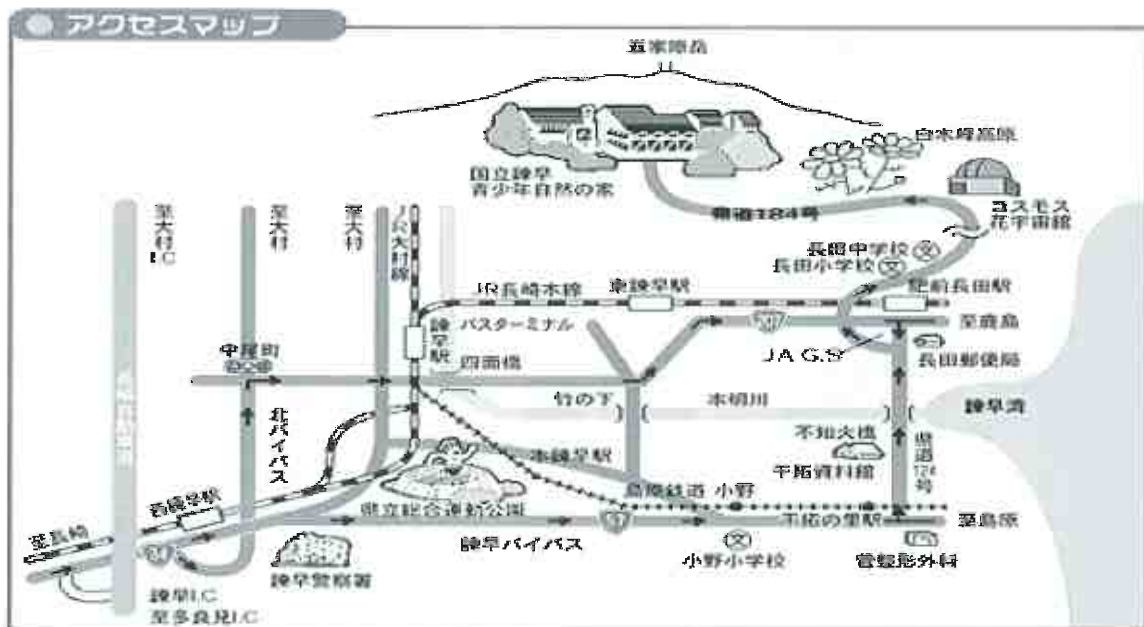 アクセスマップ
五家原岳
白木峰高原
国立諫早
青少年自然の家
コスモス
花宇宙館
県道184号
至大村
I.C
至大村
至大村
JR大村線
長田中学校
長田小学校
JR長崎本線
東諫早駅
肥前長田駅
諫早駅
バスターミナル
至鹿島
JA G.S
長田郵便局
中尾町
四面橋
竹の下
本明川
諫早湾
北バイパス
不知火橋
干拓資料館
県道124号
本諫早駅
島原鉄道 小野
西諫早駅
至長崎
県立総合運動公園
干拓の里駅
至島原
諫早バイパス
小野小学校
菅整形外科
諫早警察署
諫早I.C
至多良見I.C